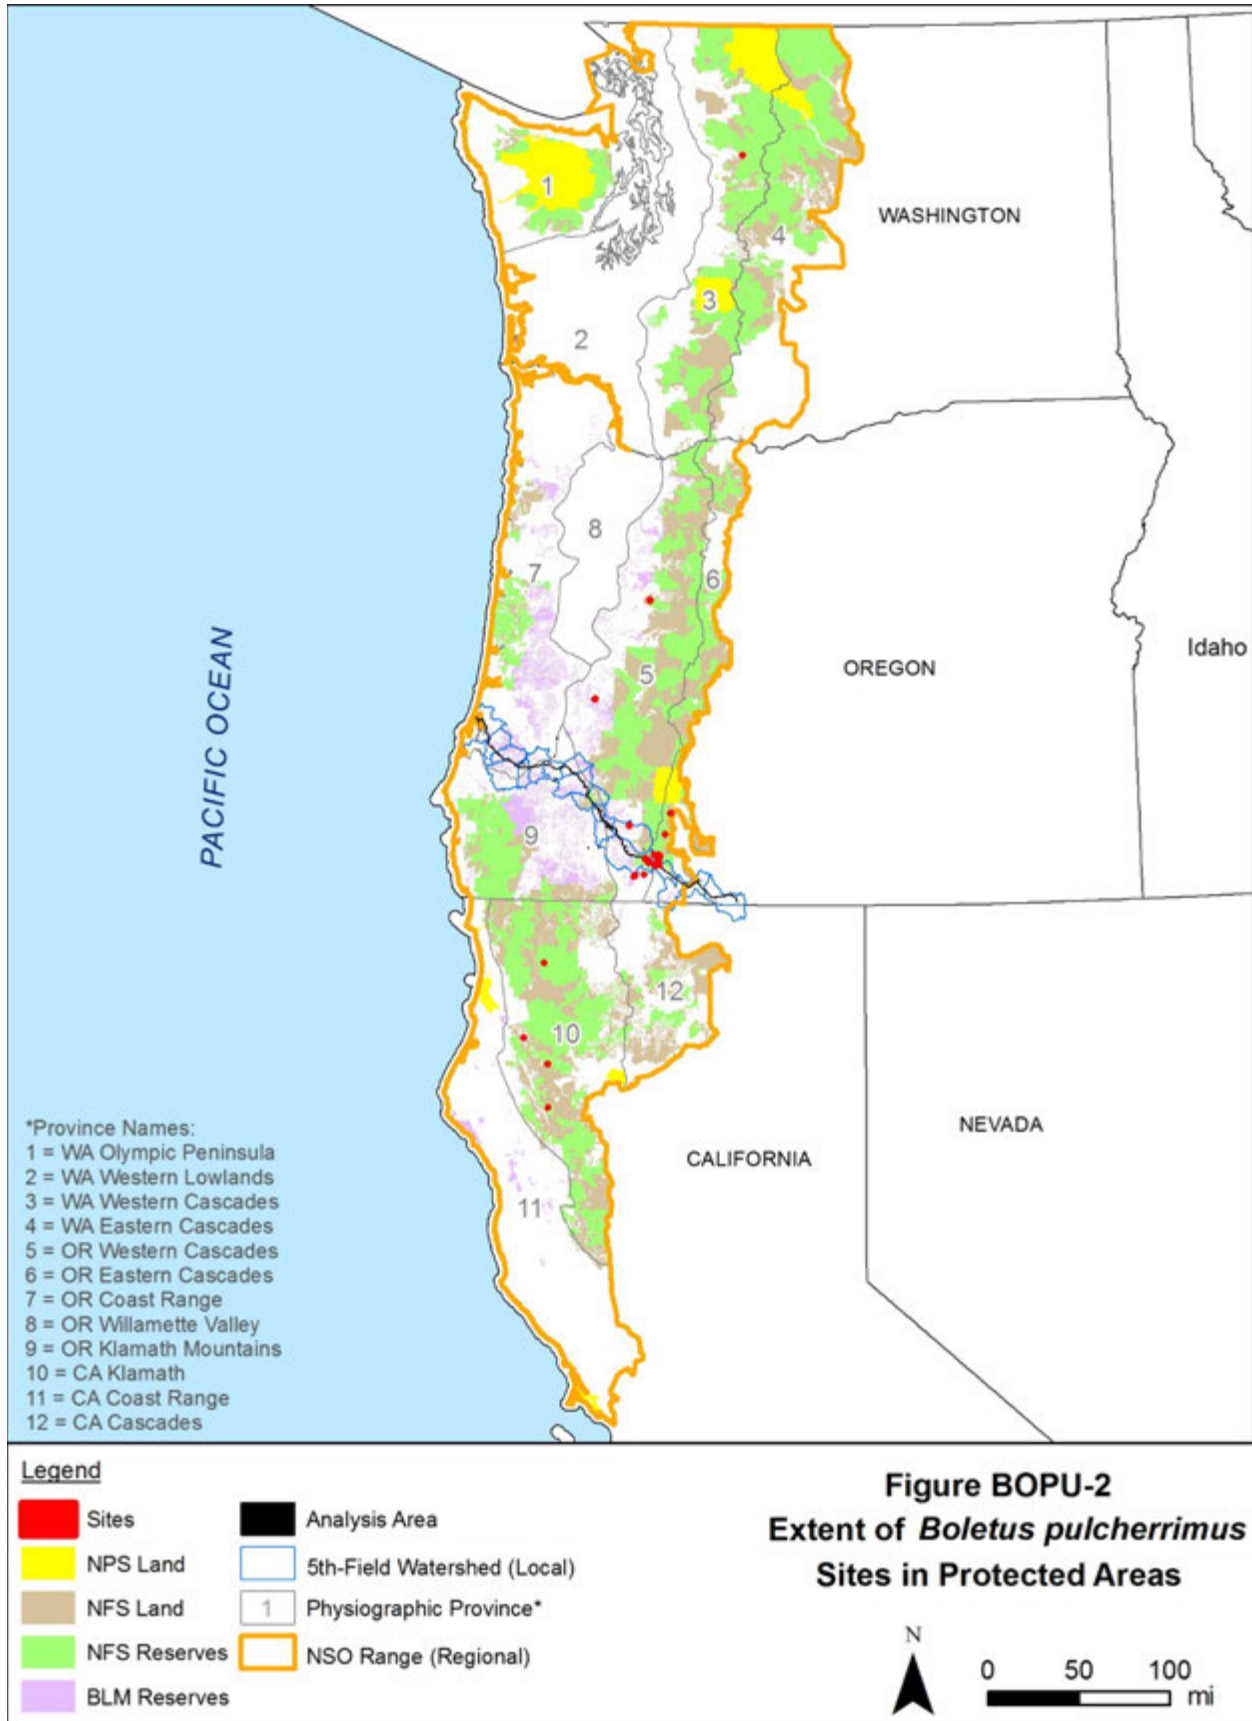 1
WASHINGTON
4
3
2
8
7
6
5
Idaho
OREGON
PACIFIC OCEAN
9
12
10
NEVADA
CALIFORNIA
11
*Province Names:
1 = WA Olympic Peninsula
2 = WA Western Lowlands
3 = WA Western Cascades
4 = WA Eastern Cascades
5 = OR Western Cascades
6 = OR Eastern Cascades
7 = OR Coast Range
8 = OR Willamette Valley
9 = OR Klamath Mountains
10 = CA Klamath
11 = CA Coast Range
12 = CA Cascades
Legend
Sites
NPS Land
NFS Land
NFS Reserves
BLM Reserves
Analysis Area
5th-Field Watershed (Local)
1 Physiographic Province*
NSO Range (Regional)
Figure BOPU-2
Extent of Boletus pulcherrimus
Sites in Protected Areas
N
0 50 100
mi